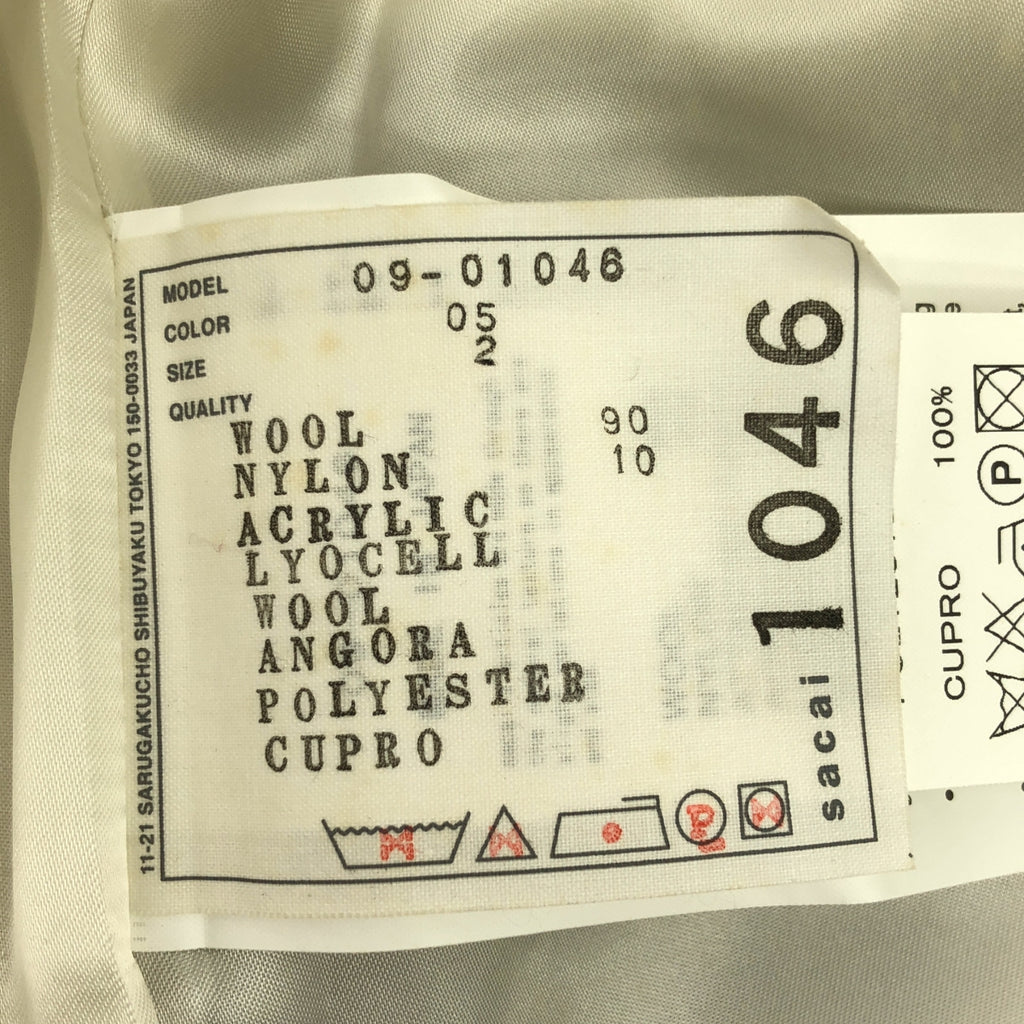 MODEL 09-01046
COLOR 05
SIZE 2
QUALITY
WOOL 90
NYLON 10
ACRYLIC
LYOCELL
WOOL
ANGORA
POLYESTER
CUPRO
sacai 1046
11-21 SARUGAKUCHO SHIBUYAKU TOKYO 150-0033 JAPAN
CUPRO 100%
P
P